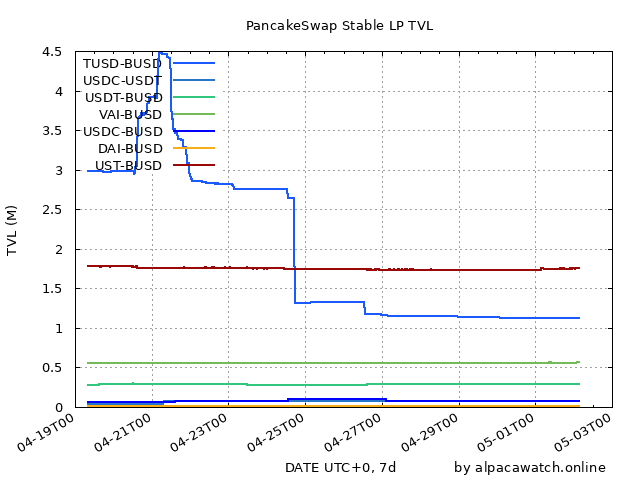 PancakeSwap Stable LP TVL
TVL (M)
4.5
4
3.5
3
2.5
2
1.5
1
0.5
0
TUSD-BUSD
USDC-USDT
USDT-BUSD
VAI-BUSD
USDC-BUSD
DAI-BUSD
UST-BUSD
04-19T00
04-21T00
04-23T00
04-25T00
04-27T00
04-29T00
05-01T00
05-03T00
DATE UTC+0, 7d
by alpacawatch.online